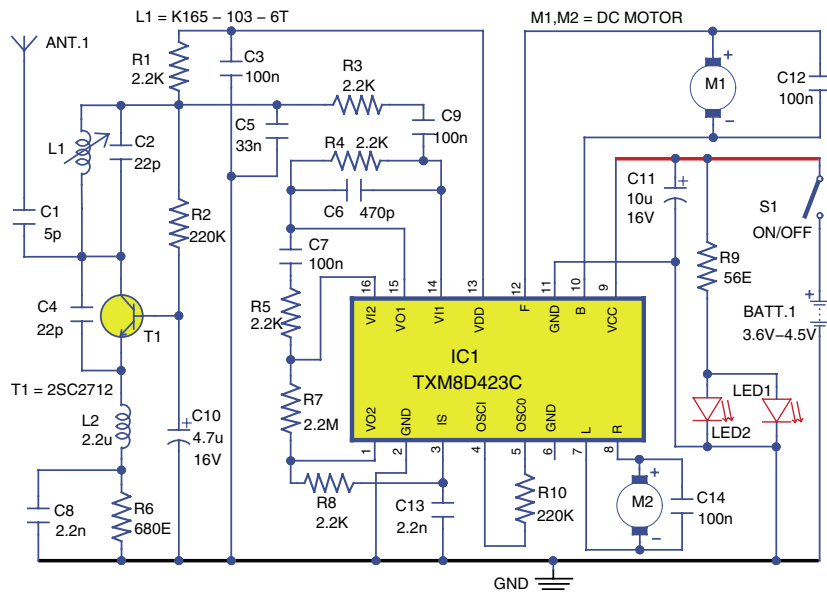 L1 = K165 – 103 – 6T
M1,M2 = DC MOTOR
ANT.1
R1
2.2K
C3
100n
R3
2.2K
M1
+
–
C12
100n
L1
C2
22p
C5
33n
R4
2.2K
C9
100n
C6
470p
C11
10u
16V
+
S1
ON/OFF
C1
5p
R2
220K
C7
100n
R9
56E
16
15
14
13
12
11
10
9
VI2
VO1
VI1
VDD
F
GND
B
VCC
C4
22p
T1
R5
2.2K
IC1
TXM8D423C
BATT.1
3.6V–4.5V
+
T1 = 2SC2712
R7
2.2M
LED1
LED2
L2
2.2u
C10
4.7u
16V
+
VO2
GND
IS
OSCI
OSC0
GND
L
R
1
2
3
4
5
6
7
8
C8
2.2n
R6
680E
R8
2.2K
C13
2.2n
R10
220K
M2
+
–
C14
100n
GND